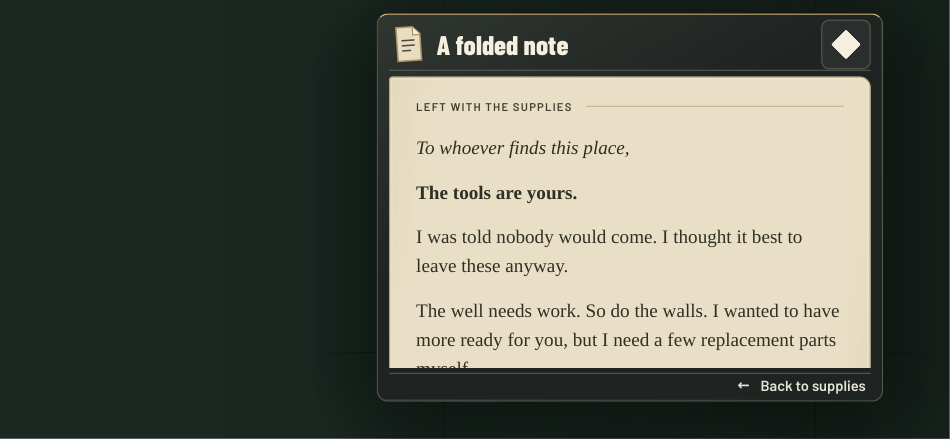 A folded note
LEFT WITH THE SUPPLIES
To whoever finds this place,
The tools are yours.
I was told nobody would come. I thought it best to
leave these anyway.
The well needs work. So do the walls. I wanted to have
more ready for you, but I need a few replacement parts
myself.
← Back to supplies